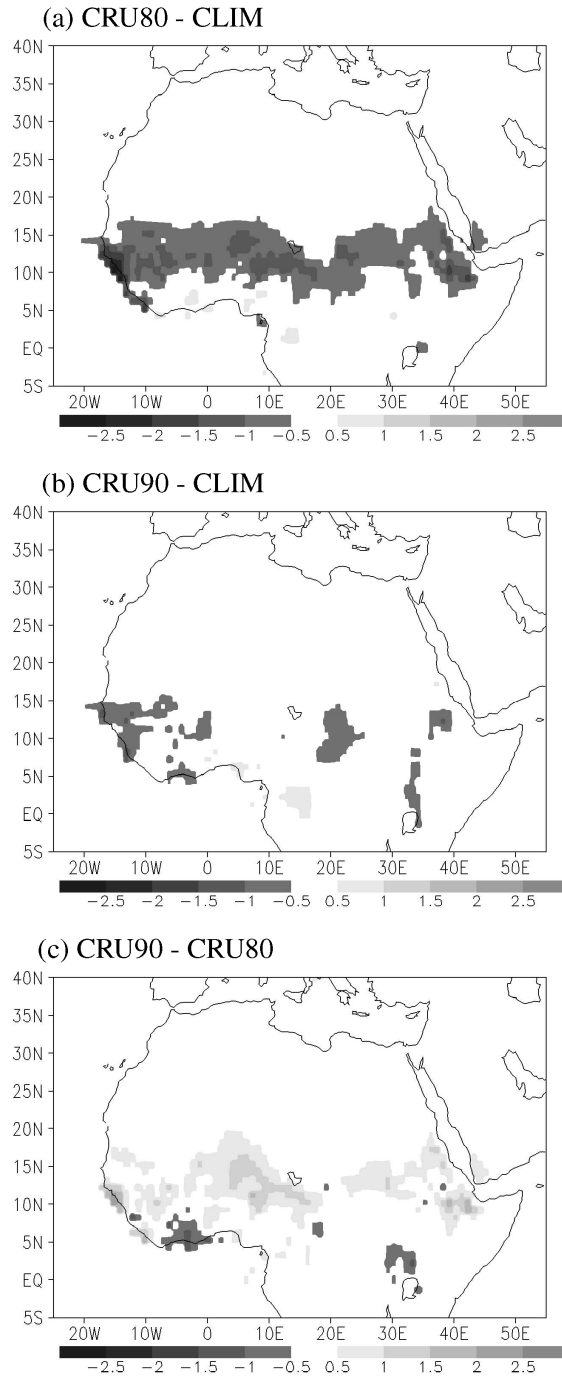 (a) CRU80 - CLIM
40N
35N
30N
25N
20N
15N
10N
5N
EQ
5S
20W 10W 0 10E 20E 30E 40E 50E
-2.5 -2 -1.5 -1 -0.5 0.5 1 1.5 2 2.5
(b) CRU90 - CLIM
40N
35N
30N
25N
20N
15N
10N
5N
EQ
5S
20W 10W 0 10E 20E 30E 40E 50E
-2.5 -2 -1.5 -1 -0.5 0.5 1 1.5 2 2.5
(c) CRU90 - CRU80
40N
35N
30N
25N
20N
15N
10N
5N
EQ
5S
20W 10W 0 10E 20E 30E 40E 50E
-2.5 -2 -1.5 -1 -0.5 0.5 1 1.5 2 2.5